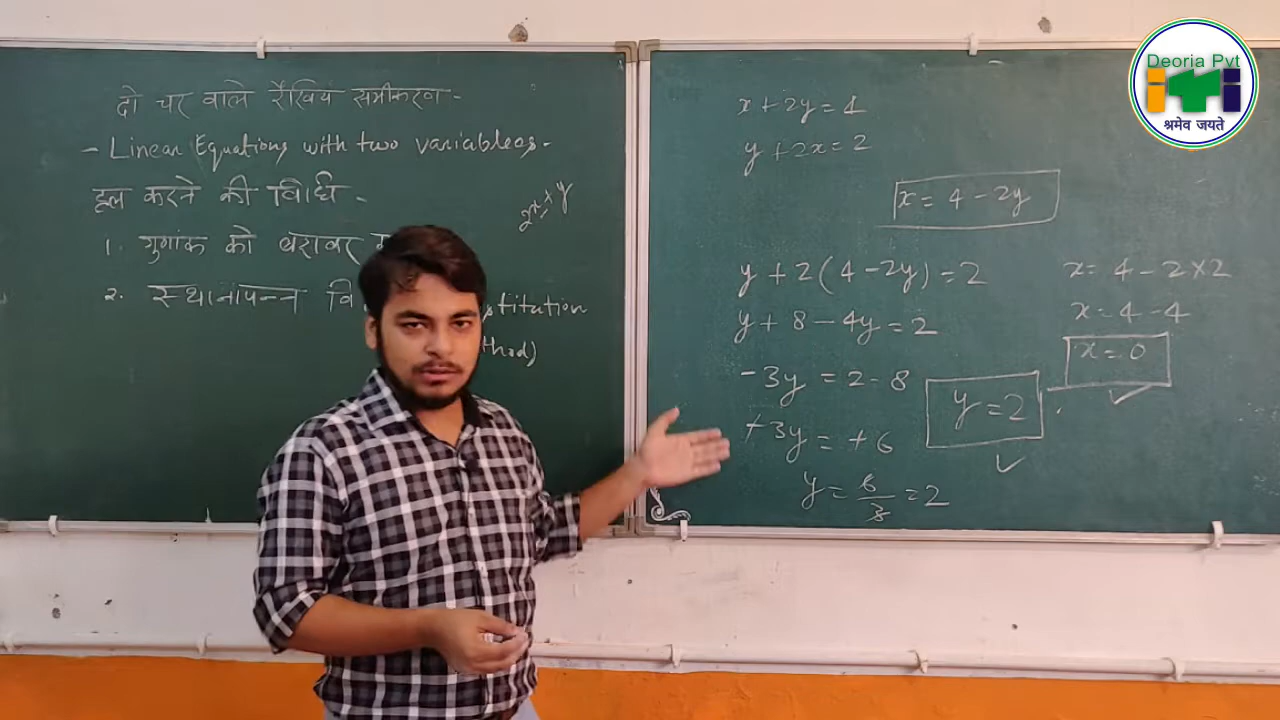 दो चर वाले रैखिय समीकरण -
- Linear Equations with two variableas -
हल करने की विधि -
1. गुणांक को बराबर
2. स्थानापन्न वि stitution
thod)
x + 2y = 4
y + 2x = 2
x = 4 - 2y
y + 2(4 - 2y) = 2
y + 8 - 4y = 2
- 3y = 2 - 8
+ 3y = + 6
y = 6/3 = 2
y = 2
x = 4 - 2 × 2
x = 4 - 4
x = 0
Deoria Pvt
iti
श्रमेव जयते